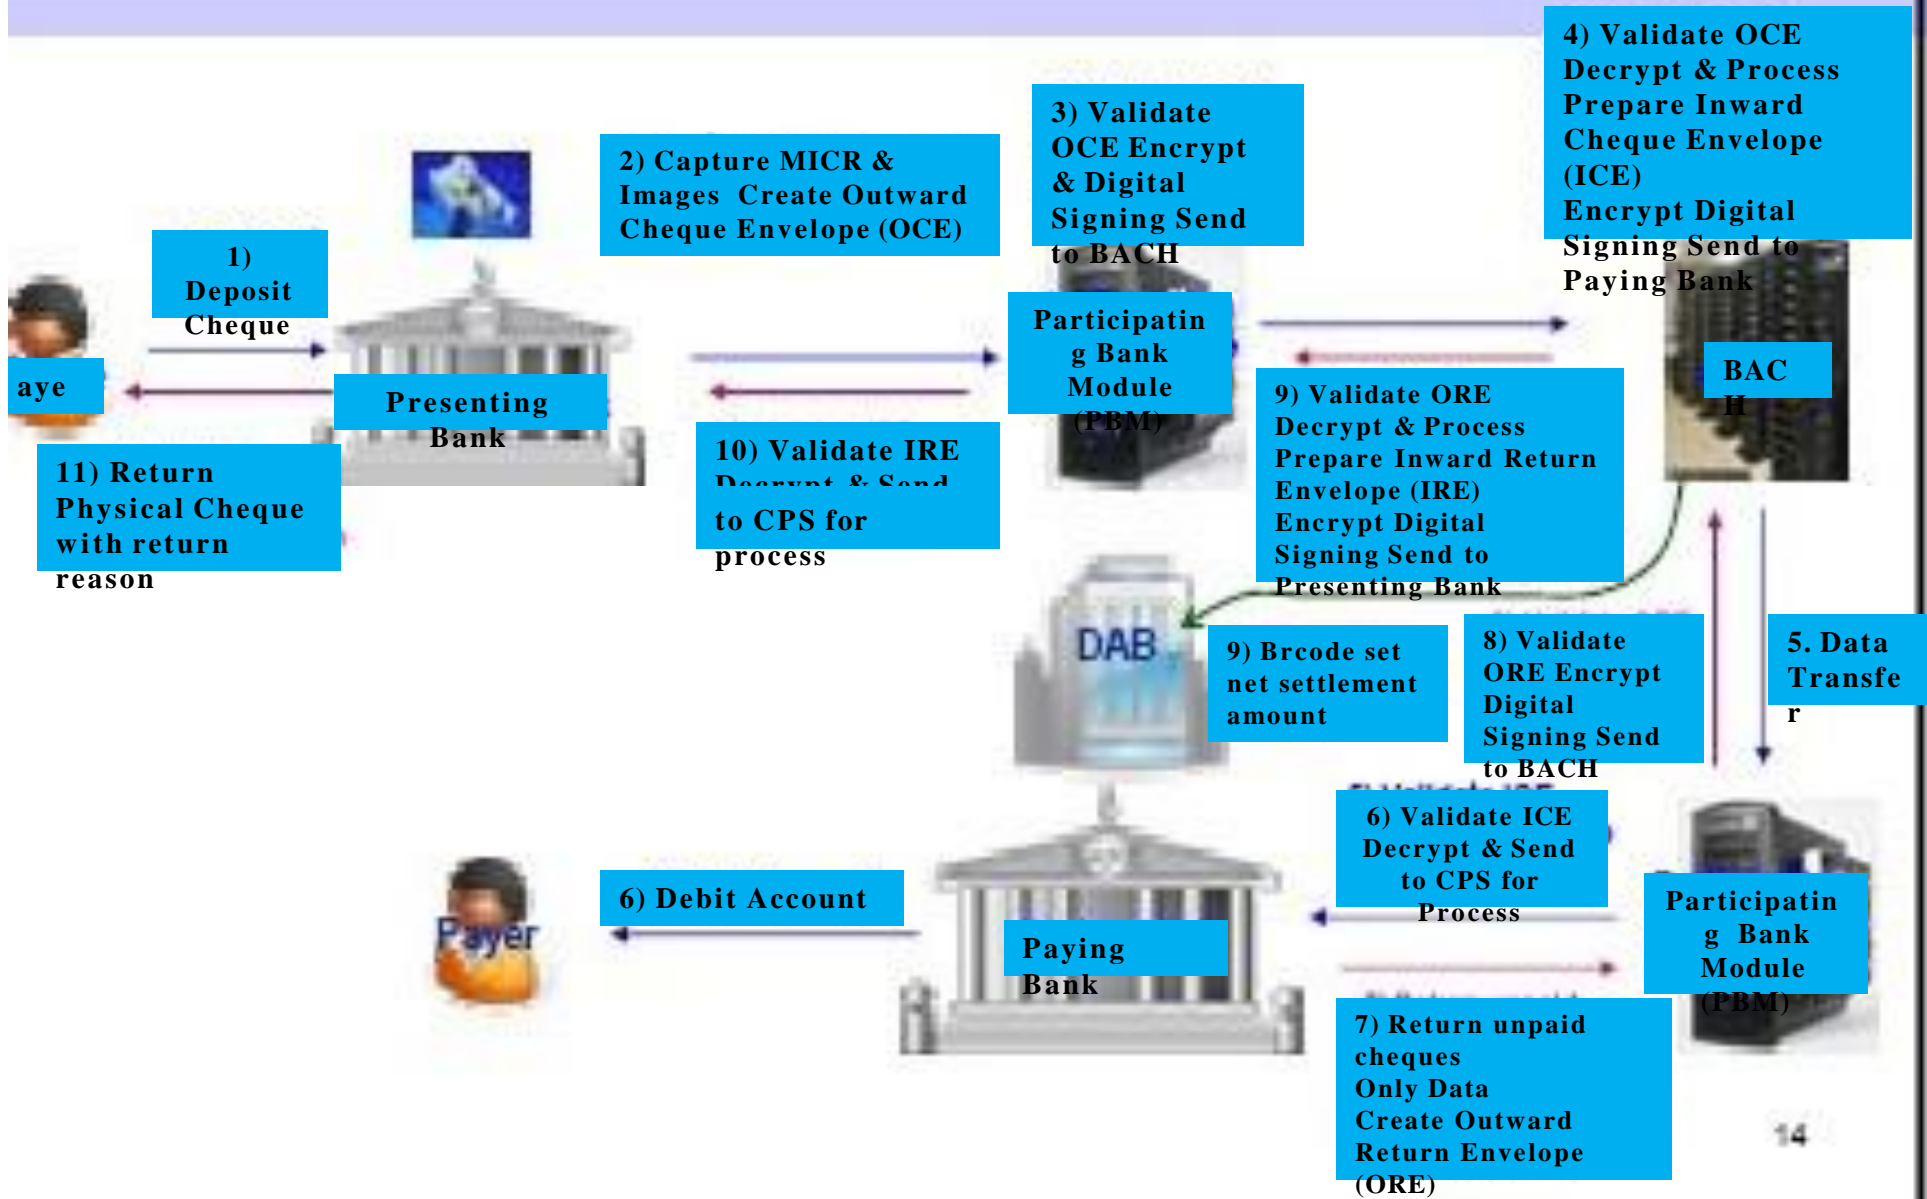 4) Validate OCE
Decrypt & Process
Prepare Inward
Cheque Envelope
(ICE)
Encrypt Digital
Signing Send to
Paying Bank
3) Validate
OCE Encrypt
& Digital
Signing Send
to BACH
2) Capture MICR &
Images Create Outward
Cheque Envelope (OCE)
1)
Deposit
Cheque
aye
Presenting
Bank
Participatin
g Bank
Module
(PBM)
BAC
H
11) Return
Physical Cheque
with return
reason
10) Validate IRE
Decrypt & Send
to CPS for
process
9) Validate ORE
Decrypt & Process
Prepare Inward Return
Envelope (IRE)
Encrypt Digital
Signing Send to
Presenting Bank
DAB
9) Brcode set
net settlement
amount
8) Validate
ORE Encrypt
Digital
Signing Send
to BACH
5. Data
Transfe
r
6) Validate ICE
Decrypt & Send
to CPS for
Process
Payer
6) Debit Account
Paying
Bank
Participatin
g Bank
Module
(PBM)
7) Return unpaid
cheques
Only Data
Create Outward
Return Envelope
(ORE)
14